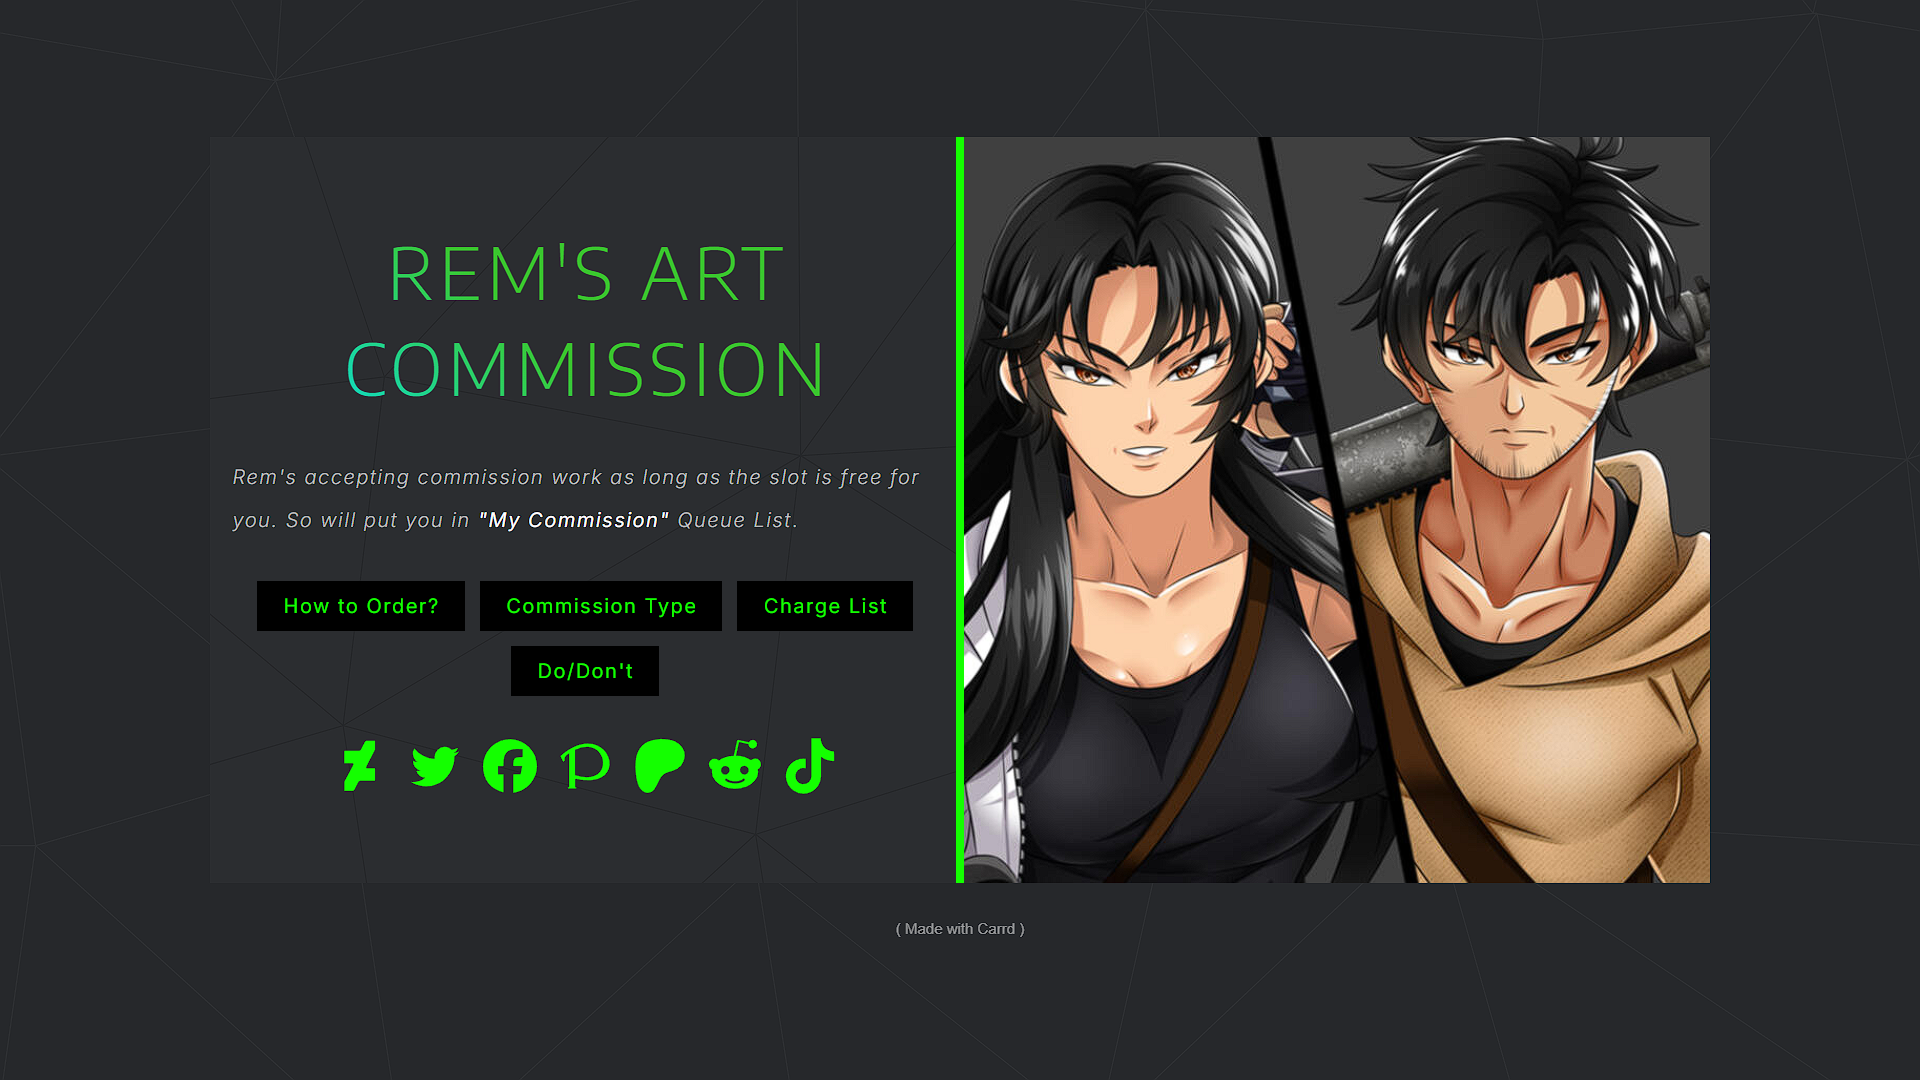 REM'S ART
COMMISSION
Rem's accepting commission work as long as the slot is free for
you. So will put you in "My Commission" Queue List.
How to Order?
Commission Type
Charge List
Do/Don't
( Made with Carrd )